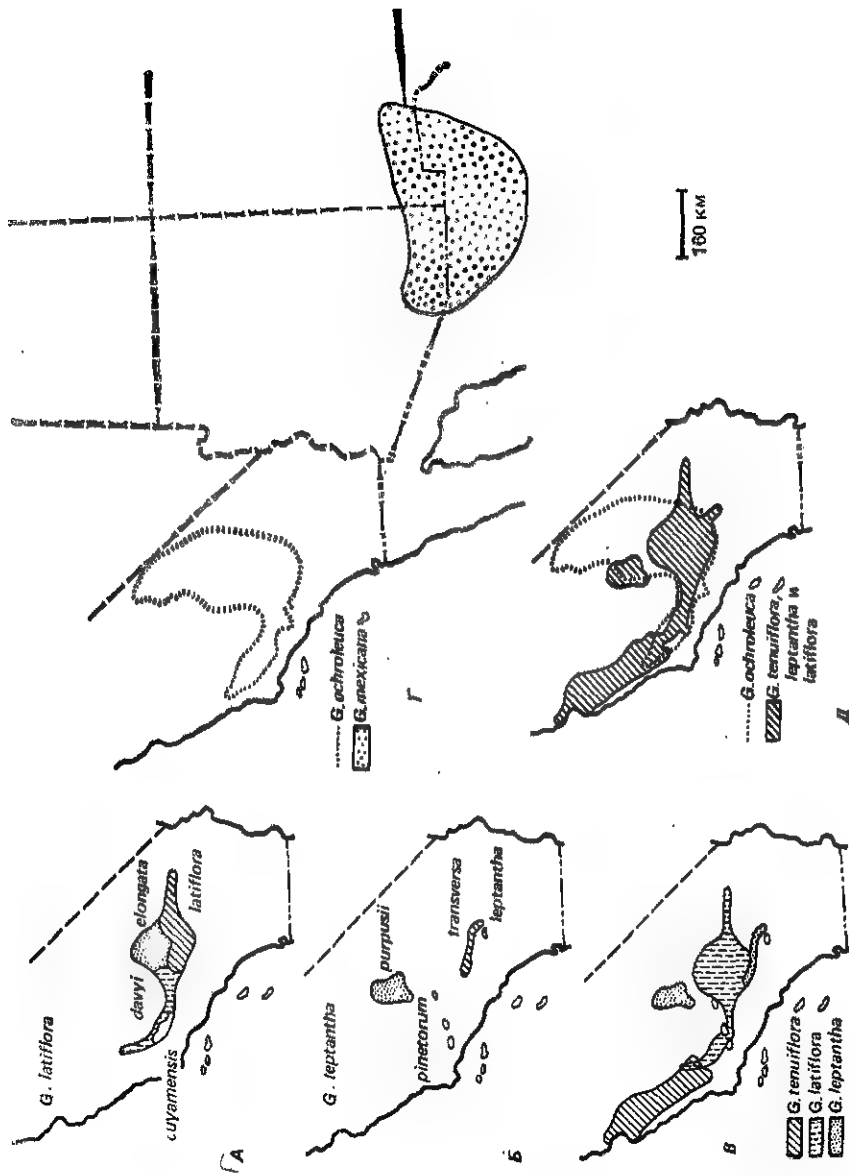 G. latiflora
cuyamensis
davyi
elongata
latiflora
А
G. leptantha
pinetorum
purpusii
transversa
leptantha
Б
G. tenuiflora
G. latiflora
G. leptantha
В
G. ochroleuca
G. mexicana
Г
G. ochroleuca
G. tenuiflora,
leptantha и
latiflora
Д
160 км